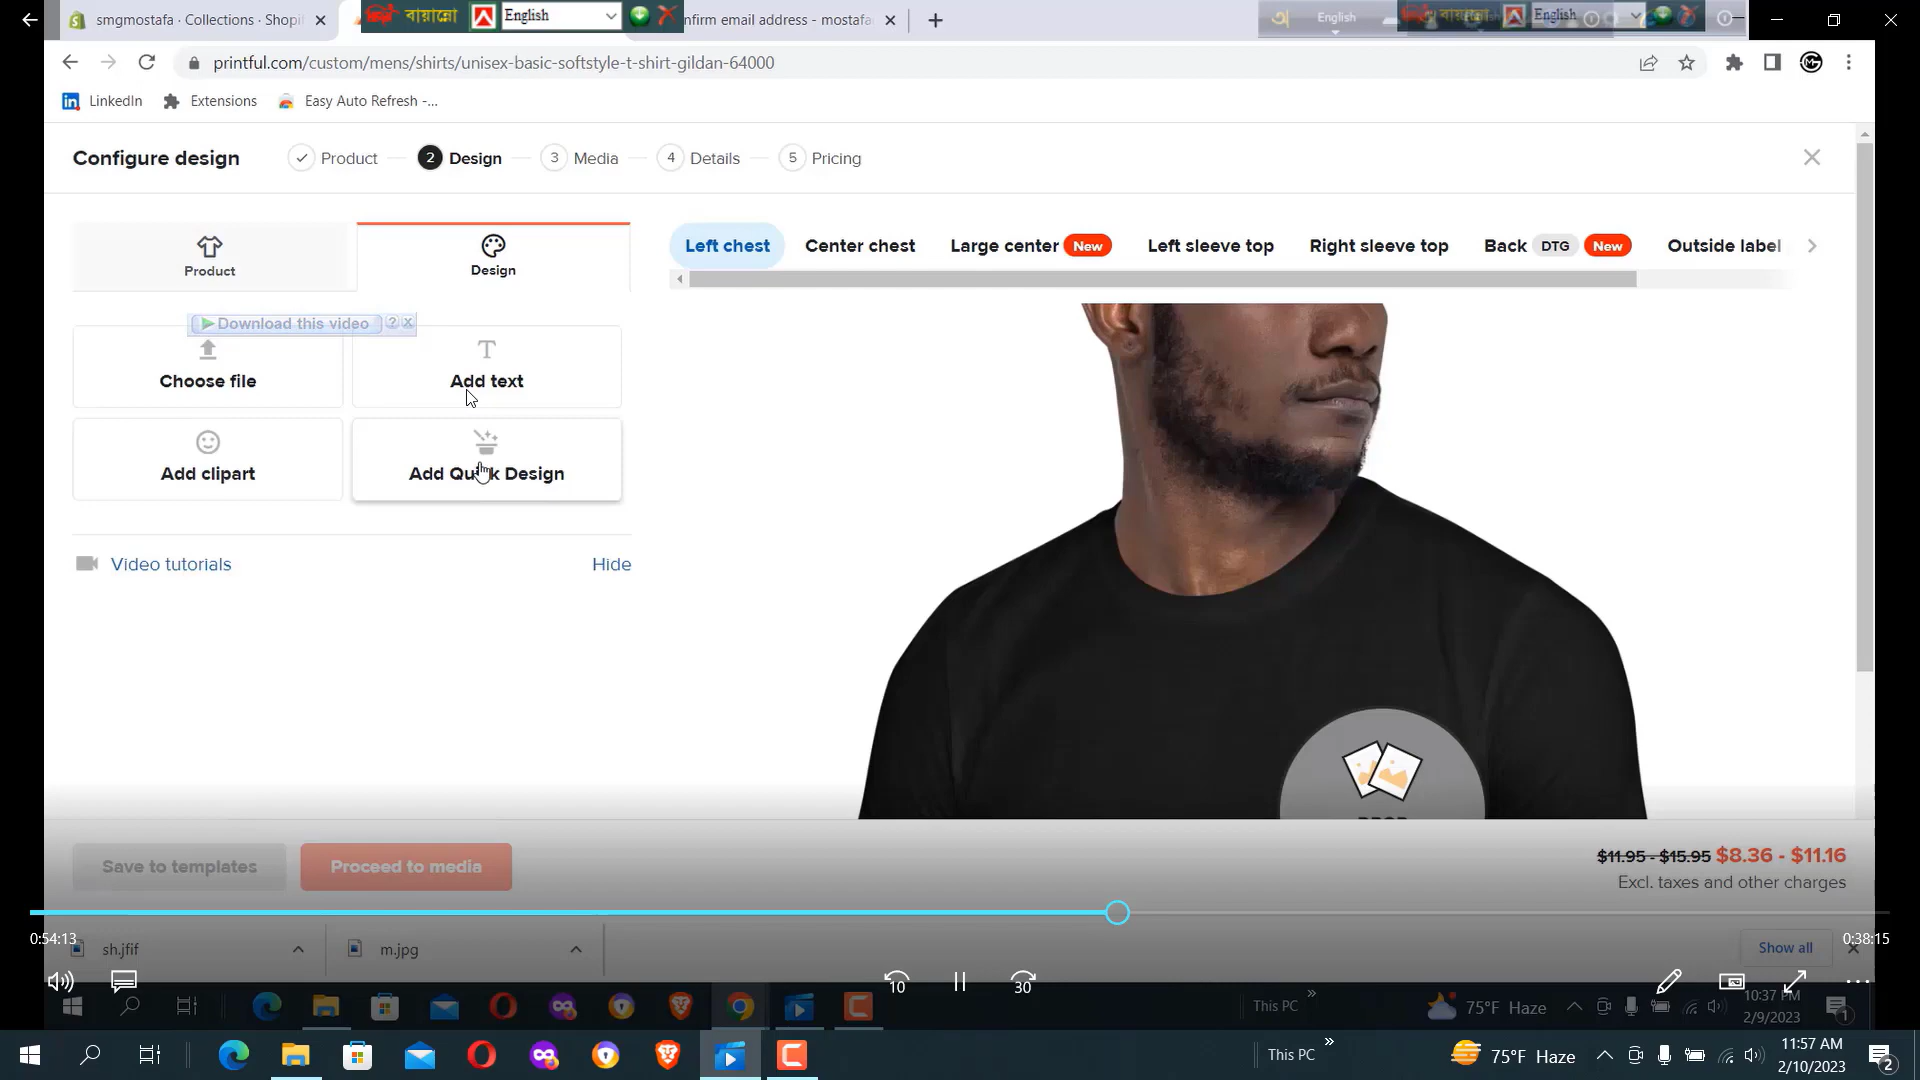 smgmostafa · Collections · Shopi
বায়ান্নো
English
nfirm email address - mostafa
English
English
printful.com/custom/mens/shirts/unisex-basic-softstyle-t-shirt-gildan-64000
LinkedIn
Extensions
Easy Auto Refresh -...
Configure design
Product
2 Design
3 Media
4 Details
5 Pricing
Product
Design
Left chest
Center chest
Large center New
Left sleeve top
Right sleeve top
Back DTG New
Outside label
Download this video ? x
Choose file
Add text
Add clipart
Add Quick Design
Video tutorials
Hide
Save to templates
Proceed to media
$11.95 - $15.95 $8.36 - $11.16
Excl. taxes and other charges
0:54:13
0:38:15
sh.jfif
m.jpg
Show all
10
30
This PC
75°F Haze
10:37 PM
2/9/2023
1
This PC
75°F Haze
11:57 AM
2/10/2023
2